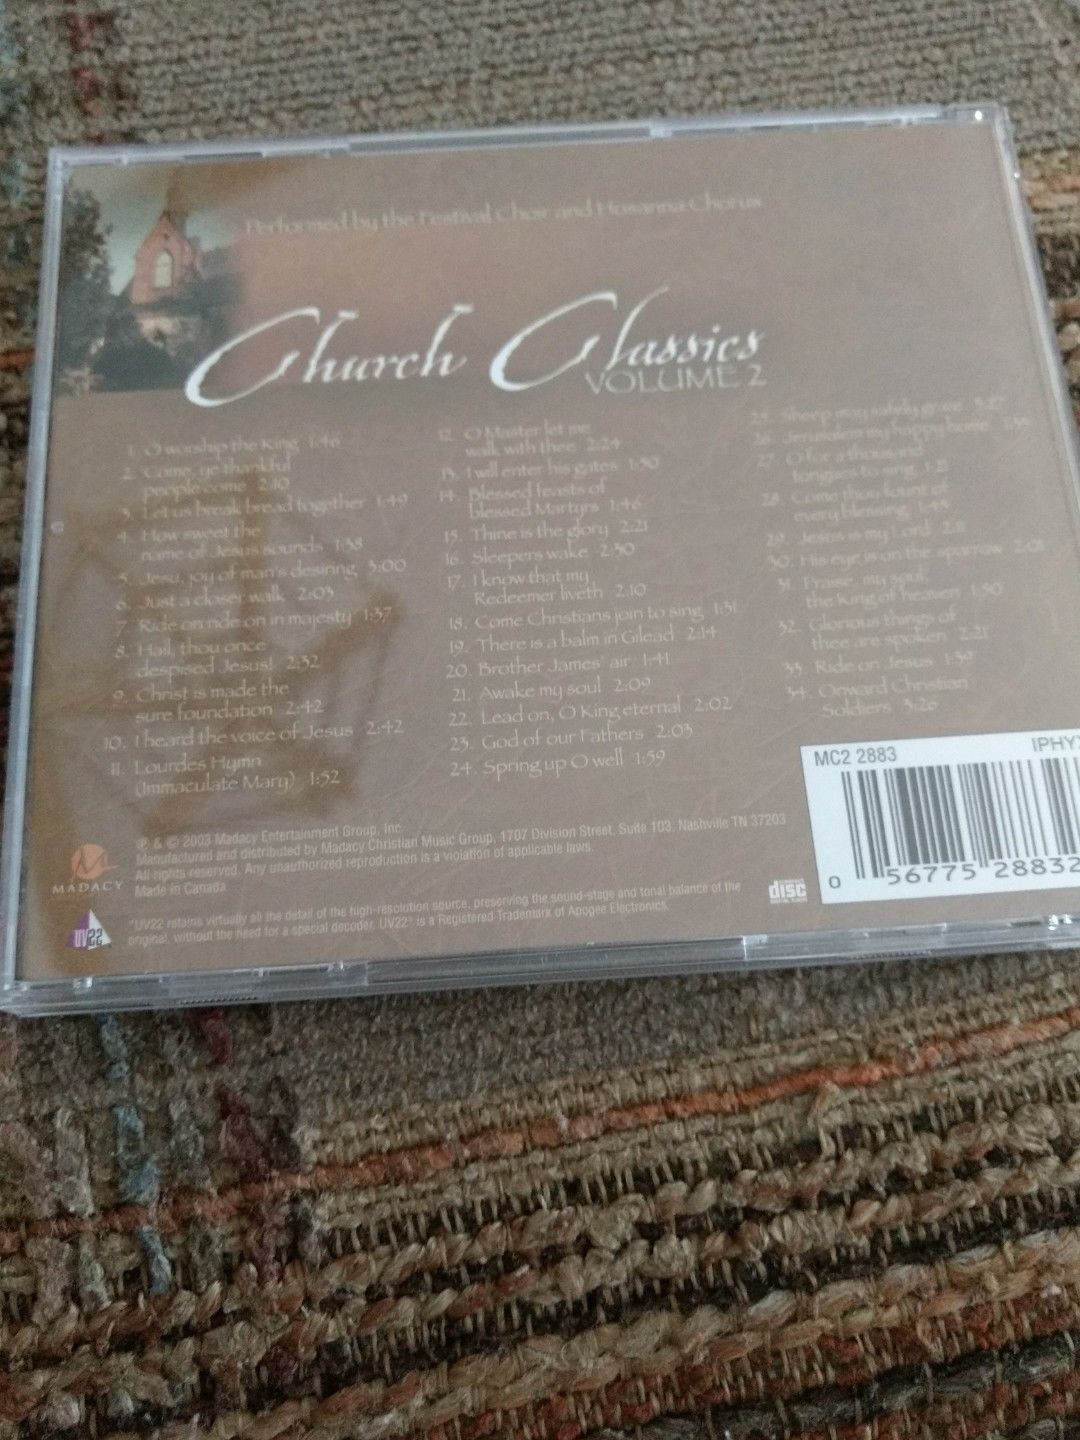 Performed by the Festival Choir and Hosanna Chorus
Church Classics
VOLUME 2
1. O worship the King 1:46
2. Come, ye thankful
people come 2:10
3. Let us break bread together 1:49
4. How sweet the
name of Jesus sounds 1:38
5. Jesu, joy of man's desiring 3:00
6. Just a closer walk 2:03
7. Ride on ride on in majesty 1:37
8. Hail, thou once
despised Jesus! 2:32
9. Christ is made the
sure foundation 2:42
10. I heard the voice of Jesus 2:42
11. Lourdes Hymn
(Immaculate Mary) 1:52
12. O Master let me
walk with thee 2:24
13. I will enter his gates 1:50
14. Blessed feasts of
blessed Martyrs 1:46
15. Thine is the glory 2:21
16. Sleepers wake 2:30
17. I know that my
Redeemer liveth 2:10
18. Come Christians join to sing 1:31
19. There is a balm in Gilead 2:14
20. Brother James' air 1:41
21. Awake my soul 2:09
22. Lead on, O King eternal 2:02
23. God of our Fathers 2:03
24. Spring up O well 1:59
25. Sheep may safely graze
26. Jerusalem my happy home
27. O for a thousand
tongues to sing 1:21
28. Come thou fount of
every blessing
29. Jesus is my Lord
30. His eye is on the sparrow
31. Praise, my soul,
the King of heaven 1:50
32. Glorious things of
thee are spoken 2:21
33. Ride on Jesus
34. Onward Christian
Soldiers 3:26
MC2 2883
IPHY
0 56775 28832
MADACY
UV22
℗ & © 2003 Madacy Entertainment Group, Inc.
Manufactured and distributed by Madacy Christian Music Group, 1707 Division Street, Suite 103, Nashville TN 37203
All rights reserved. Any unauthorized reproduction is a violation of applicable laws.
Made in Canada
"UV22 retains virtually all the detail of the high-resolution source, preserving the sound-stage and tonal balance of the
original, without the need for a special decoder. UV22" is a Registered Trademark of Apogee Electronics.
disc